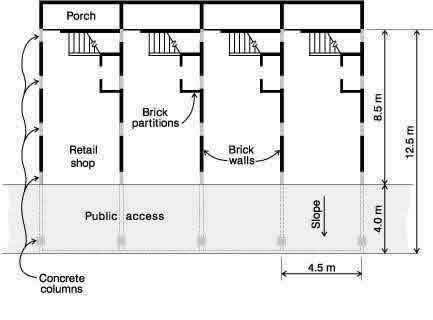 Porch
Brick
partitions
Retail
shop
Brick
walls
8.5 m
12.5 m
Public access
Slope
4.0 m
4.5 m
Concrete
columns